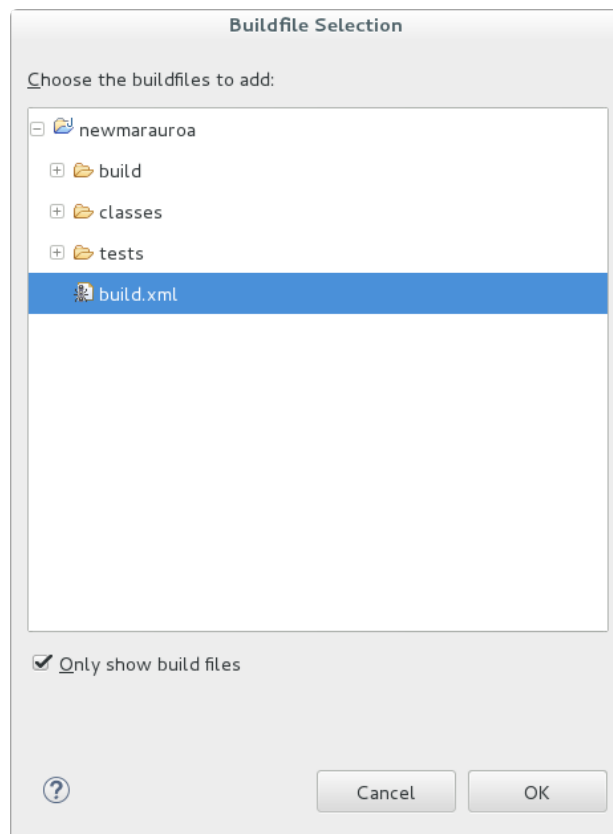 Buildfile Selection
Choose the buildfiles to add:
newmarauroa
build
classes
tests
build.xml
Only show build files
Cancel OK